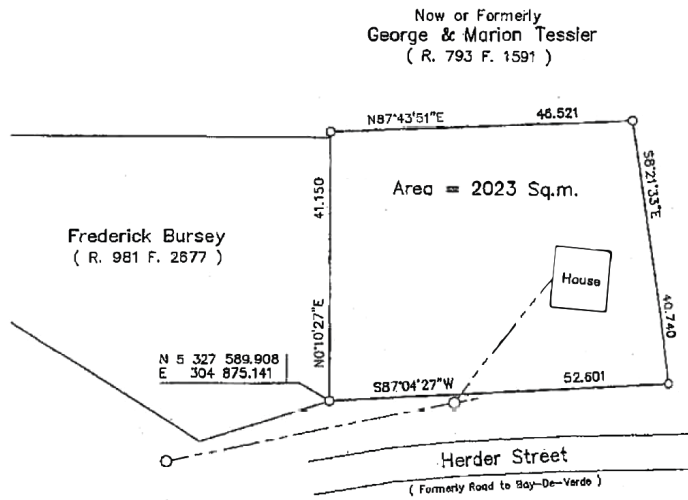 Now or Formerly
George & Marion Tessier
( R. 793 F. 1591 )
N87°43'51"E
46.521
S8°21'33"E
41.150
Area = 2023 Sq.m.
Frederick Bursey
( R. 981 F. 2677 )
House
N0°10'27"E
40.740
N 5 327 589.908
E 304 875.141
S87°04'27"W
52.601
Herder Street
( Formerly Road to Bay-De-Verde )